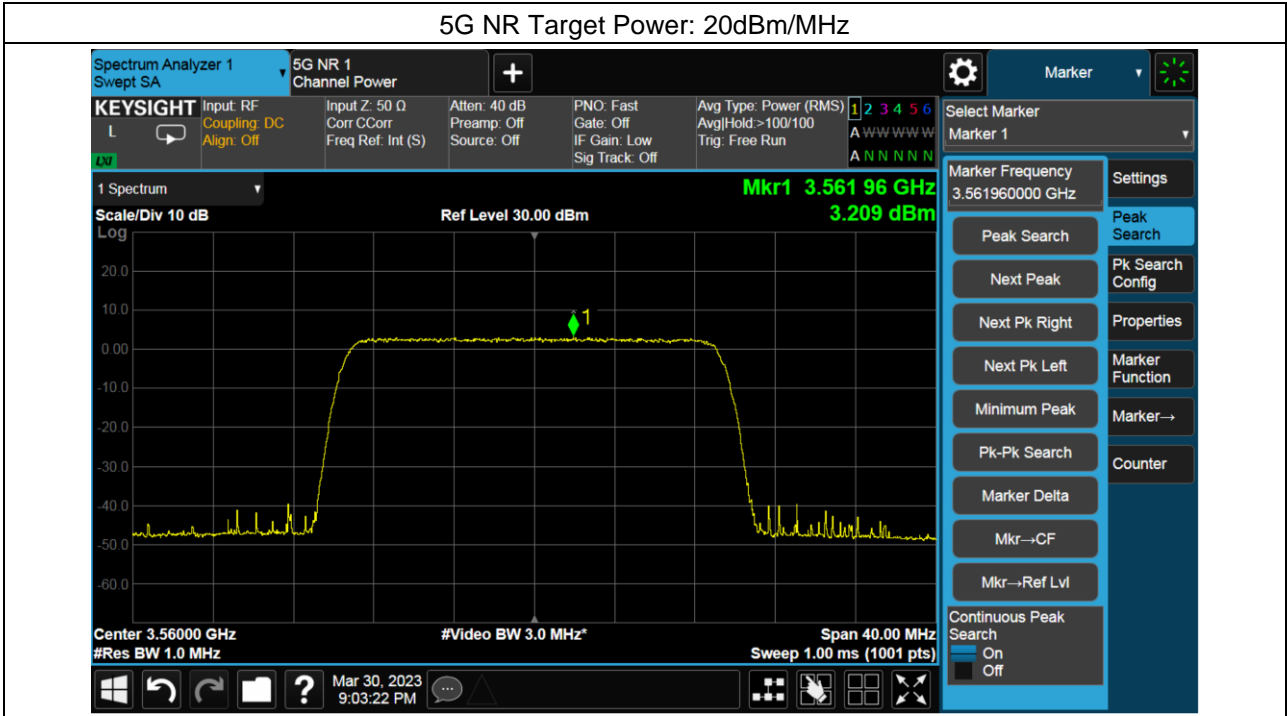 5G NR Target Power: 20dBm/MHz
Spectrum Analyzer 1
Swept SA
5G NR 1
Channel Power
Marker
KEYSIGHT
L
LXI
Input: RF
Coupling: DC
Align: Off
Input Z: 50 Ω
Corr CCorr
Freq Ref: Int (S)
Atten: 40 dB
Preamp: Off
Source: Off
PNO: Fast
Gate: Off
IF Gain: Low
Sig Track: Off
Avg Type: Power (RMS)
Avg|Hold:>100/100
Trig: Free Run
1 2 3 4 5 6
A W W W W W
A N N N N N
Select Marker
Marker 1
1 Spectrum
Scale/Div 10 dB
Log
Ref Level 30.00 dBm
Mkr1 3.561 96 GHz
3.209 dBm
20.0
10.0
0.00
-10.0
-20.0
-30.0
-40.0
-50.0
-60.0
1
Center 3.56000 GHz
#Res BW 1.0 MHz
#Video BW 3.0 MHz*
Span 40.00 MHz
Sweep 1.00 ms (1001 pts)
Marker Frequency
3.561960000 GHz
Peak Search
Next Peak
Next Pk Right
Next Pk Left
Minimum Peak
Pk-Pk Search
Marker Delta
Mkr→CF
Mkr→Ref Lvl
Continuous Peak
Search
On
Off
Settings
Peak
Search
Pk Search
Config
Properties
Marker
Function
Marker→
Counter
?
Mar 30, 2023
9:03:22 PM